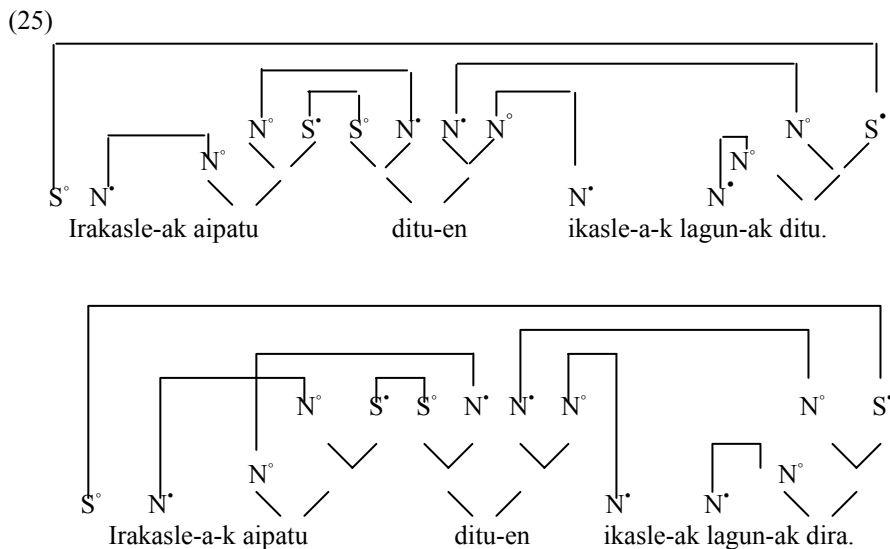 (25)
N° S• S° N• N• N° N° S•
N° N°
S° N• N• N•
Irakasle-ak aipatu ditu-en ikasle-a-k lagun-ak ditu.
N° S• S° N• N• N° N° S•
N° N°
S° N• N• N•
Irakasle-a-k aipatu ditu-en ikasle-ak lagun-ak dira.